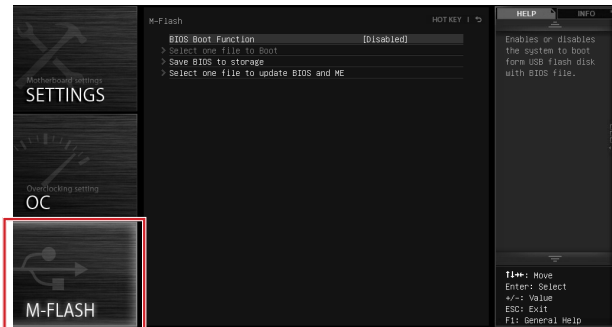 Motherboard settings
SETTINGS
Overclocking setting
OC
M-FLASH
M-Flash
HOT KEY
BIOS Boot Function [Disabled]
Select one file to Boot
Save BIOS to storage
Select one file to update BIOS and ME
HELP
INFO
Enables or disables
the system to boot
form USB flash disk
with BIOS file.
↑↓→←: Move
Enter: Select
+/-: Value
ESC: Exit
F1: General Help